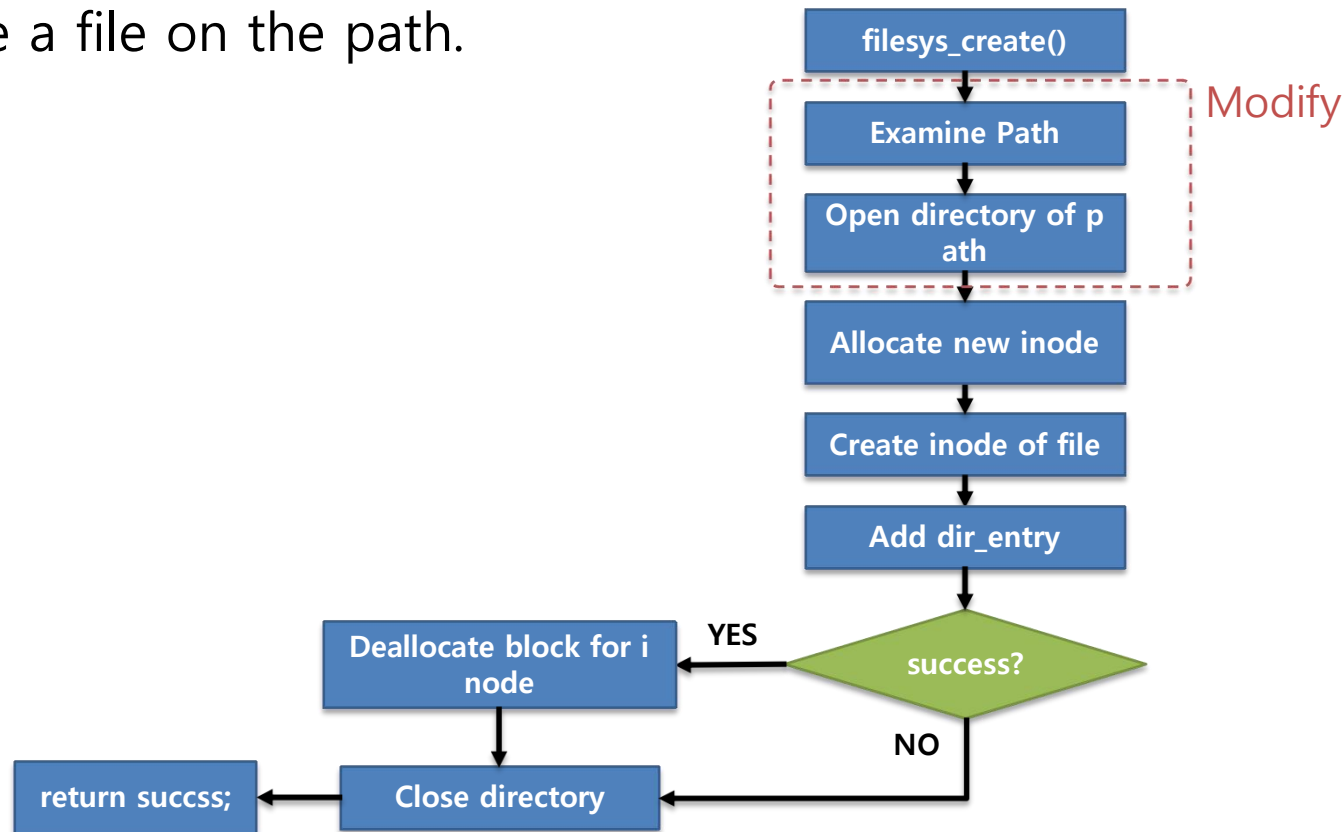 e a file on the path.
filesys_create()
Modify
Examine Path
Open directory of p
ath
Allocate new inode
Create inode of file
Add dir_entry
success?
YES
Deallocate block for i
node
NO
Close directory
return succss;